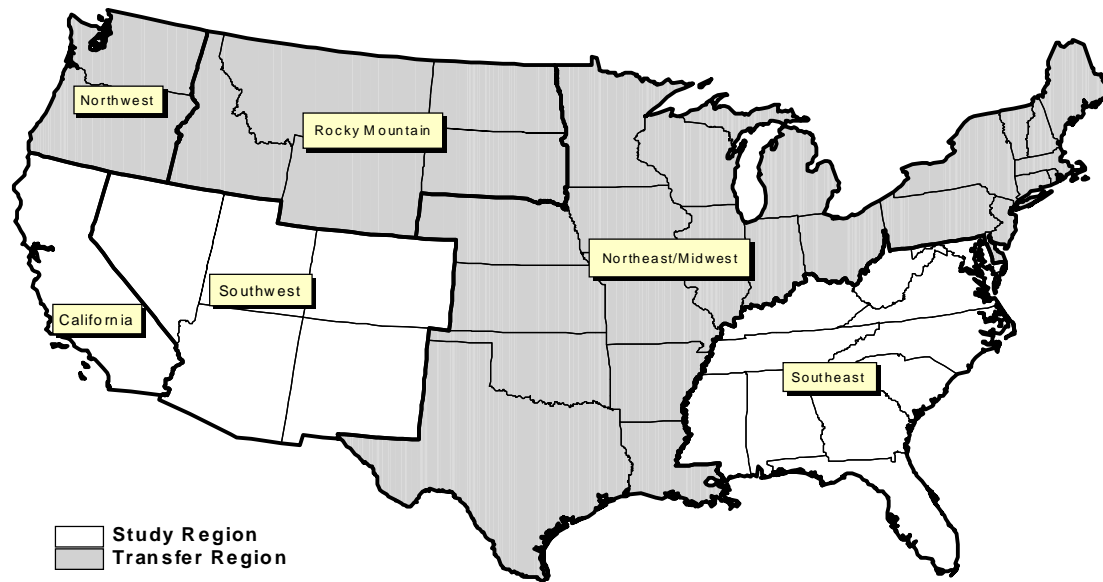 Northwest
Rocky Mountain
Northeast/Midwest
Southwest
California
Southeast
Study Region
Transfer Region